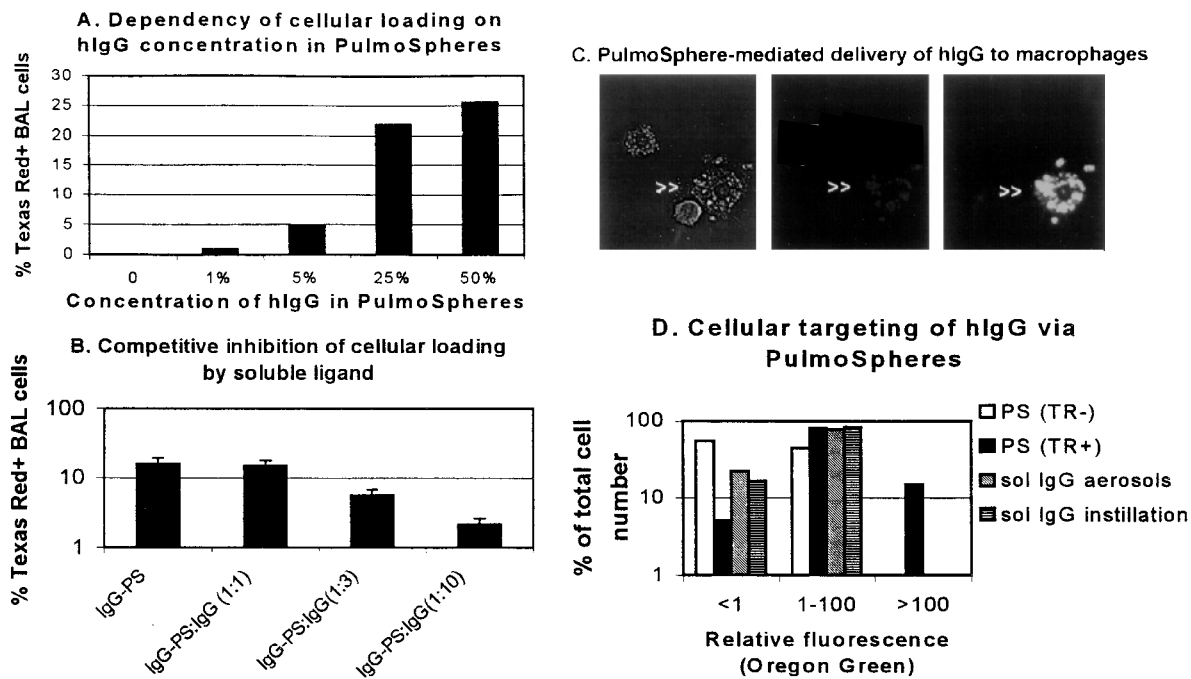 A. Dependency of cellular loading on
hIgG concentration in PulmoSpheres
% Texas Red+ BAL cells
30
25
20
15
10
5
0
0 1% 5% 25% 50%
Concentration of hIgG in PulmoSpheres
B. Competitive inhibition of cellular loading
by soluble ligand
% Texas Red+ BAL cells
100
10
1
IgG-PS
IgG-PS:IgG (1:1)
IgG-PS:IgG(1:3)
IgG-PS:IgG(1:10)
C. PulmoSphere-mediated delivery of hIgG to macrophages
>> >> >>
D. Cellular targeting of hIgG via
PulmoSpheres
% of total cell
number
100
10
1
<1 1-100 >100
Relative fluorescence
(Oregon Green)
PS (TR-)
PS (TR+)
sol IgG aerosols
sol IgG instillation